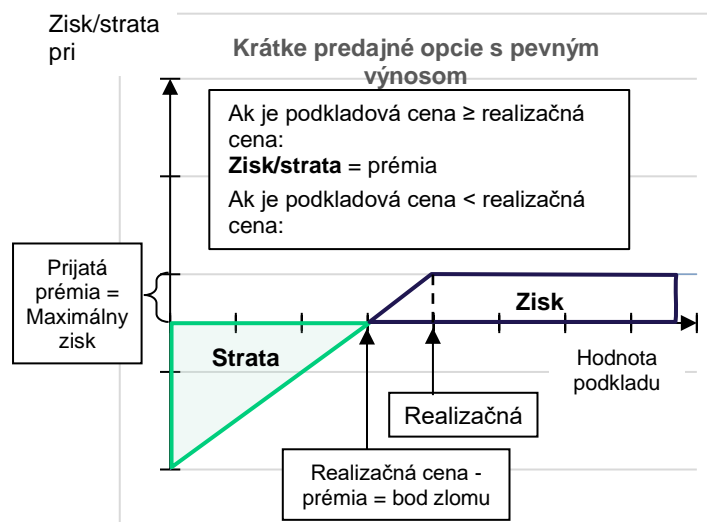 Zisk/strata
pri
Krátke predajné opcie s pevným
výnosom
Ak je podkladová cena ≥ realizačná
cena:
Zisk/strata = prémia
Ak je podkladová cena < realizačná
cena:
Prijatá
prémia =
Maximálny
zisk
Zisk
Strata
Hodnota
podkladu
Realizačná
Realizačná cena -
prémia = bod zlomu